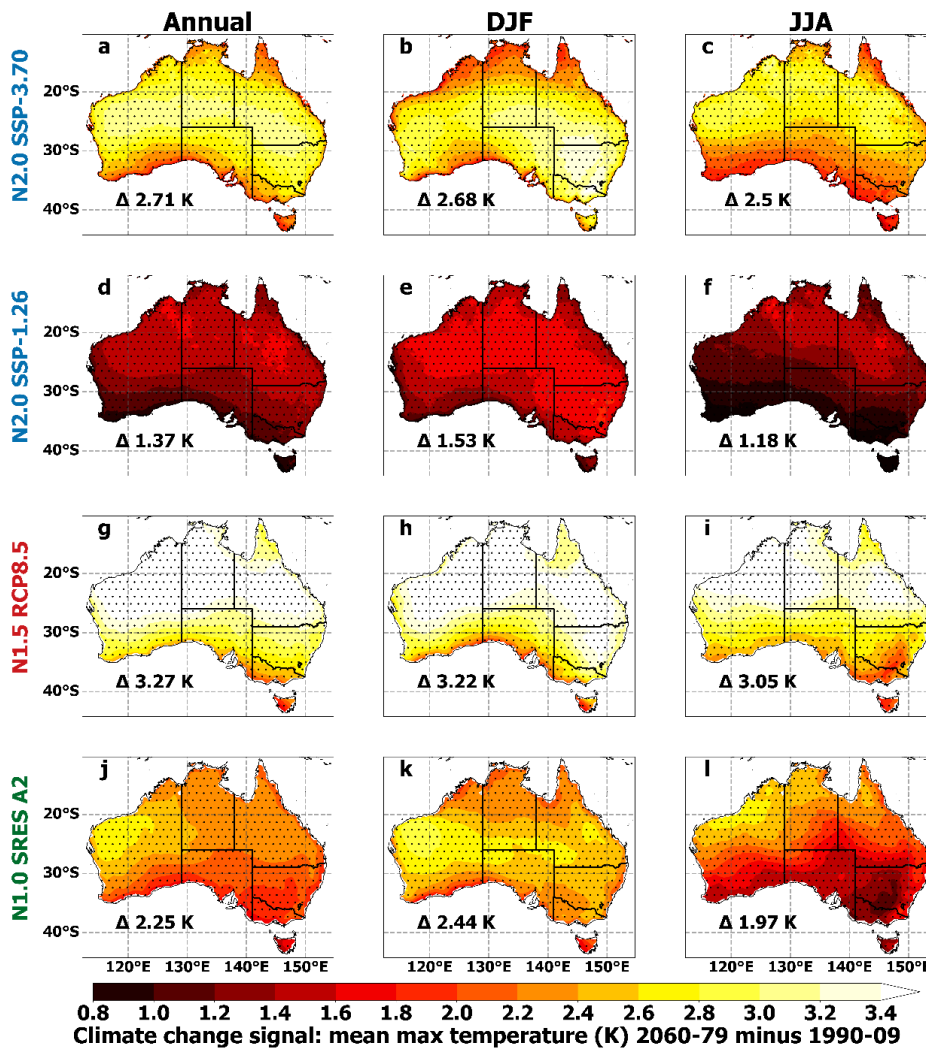 Annual DJF JJA
N2.0 SSP-3.70
a b c
20°S
30°S
40°S
Δ 2.71 K Δ 2.68 K Δ 2.5 K
N2.0 SSP-1.26
d e f
20°S
30°S
40°S
Δ 1.37 K Δ 1.53 K Δ 1.18 K
N1.5 RCP8.5
g h i
20°S
30°S
40°S
Δ 3.27 K Δ 3.22 K Δ 3.05 K
N1.0 SRES A2
j k l
20°S
30°S
40°S
Δ 2.25 K Δ 2.44 K Δ 1.97 K
120°E 130°E 140°E 150°E 120°E 130°E 140°E 150°E 120°E 130°E 140°E 150°E
0.8 1.0 1.2 1.4 1.6 1.8 2.0 2.2 2.4 2.6 2.8 3.0 3.2 3.4
Climate change signal: mean max temperature (K) 2060-79 minus 1990-09